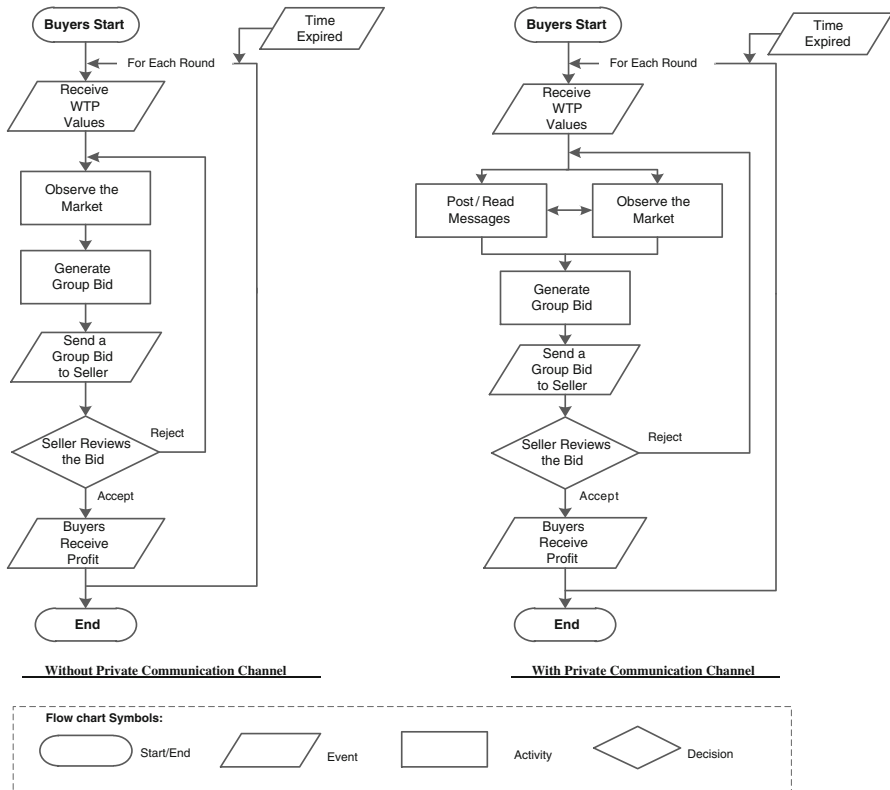 Buyers Start
Time
Expired
For Each Round
Receive
WTP
Values
Observe the
Market
Generate
Group Bid
Send a
Group Bid
to Seller
Seller Reviews
the Bid
Reject
Accept
Buyers
Receive
Profit
End
Without Private Communication Channel
Buyers Start
Time
Expired
For Each Round
Receive
WTP
Values
Post / Read
Messages
Observe the
Market
Generate
Group Bid
Send a
Group Bid
to Seller
Seller Reviews
the Bid
Reject
Accept
Buyers
Receive
Profit
End
With Private Communication Channel
Flow chart Symbols:
Start/End
Event
Activity
Decision